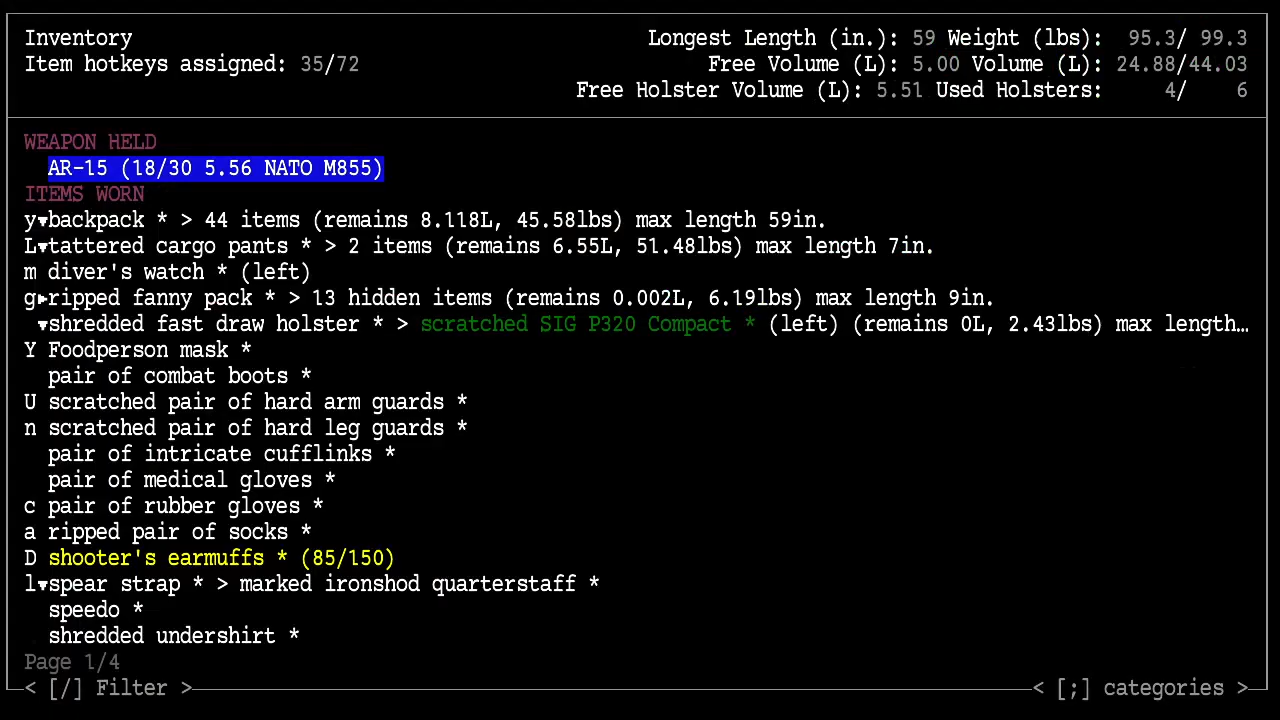 Inventory
Longest Length (in.): 59 Weight (lbs): 95.3/ 99.3
Item hotkeys assigned: 35/72
Free Volume (L): 5.00 Volume (L): 24.88/44.03
Free Holster Volume (L): 5.51 Used Holsters: 4/ 6
WEAPON HELD
AR-15 (18/30 5.56 NATO M855)
ITEMS WORN
y▾backpack * > 44 items (remains 8.118L, 45.58lbs) max length 59in.
L▾tattered cargo pants * > 2 items (remains 6.55L, 51.48lbs) max length 7in.
m diver's watch * (left)
g▸ripped fanny pack * > 13 hidden items (remains 0.002L, 6.19lbs) max length 9in.
▾shredded fast draw holster * > scratched SIG P320 Compact * (left) (remains 0L, 2.43lbs) max length…
Y Foodperson mask *
pair of combat boots *
U scratched pair of hard arm guards *
n scratched pair of hard leg guards *
pair of intricate cufflinks *
pair of medical gloves *
c pair of rubber gloves *
a ripped pair of socks *
D shooter's earmuffs * (85/150)
l▾spear strap * > marked ironshod quarterstaff *
speedo *
shredded undershirt *
Page 1/4
< [/] Filter >
< [;] categories >